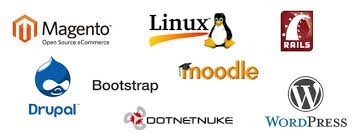 Magento
Open Source eCommerce
Linux
RAILS
Drupal
Bootstrap
moodle
DOTNETNUKE
WORDPRESS